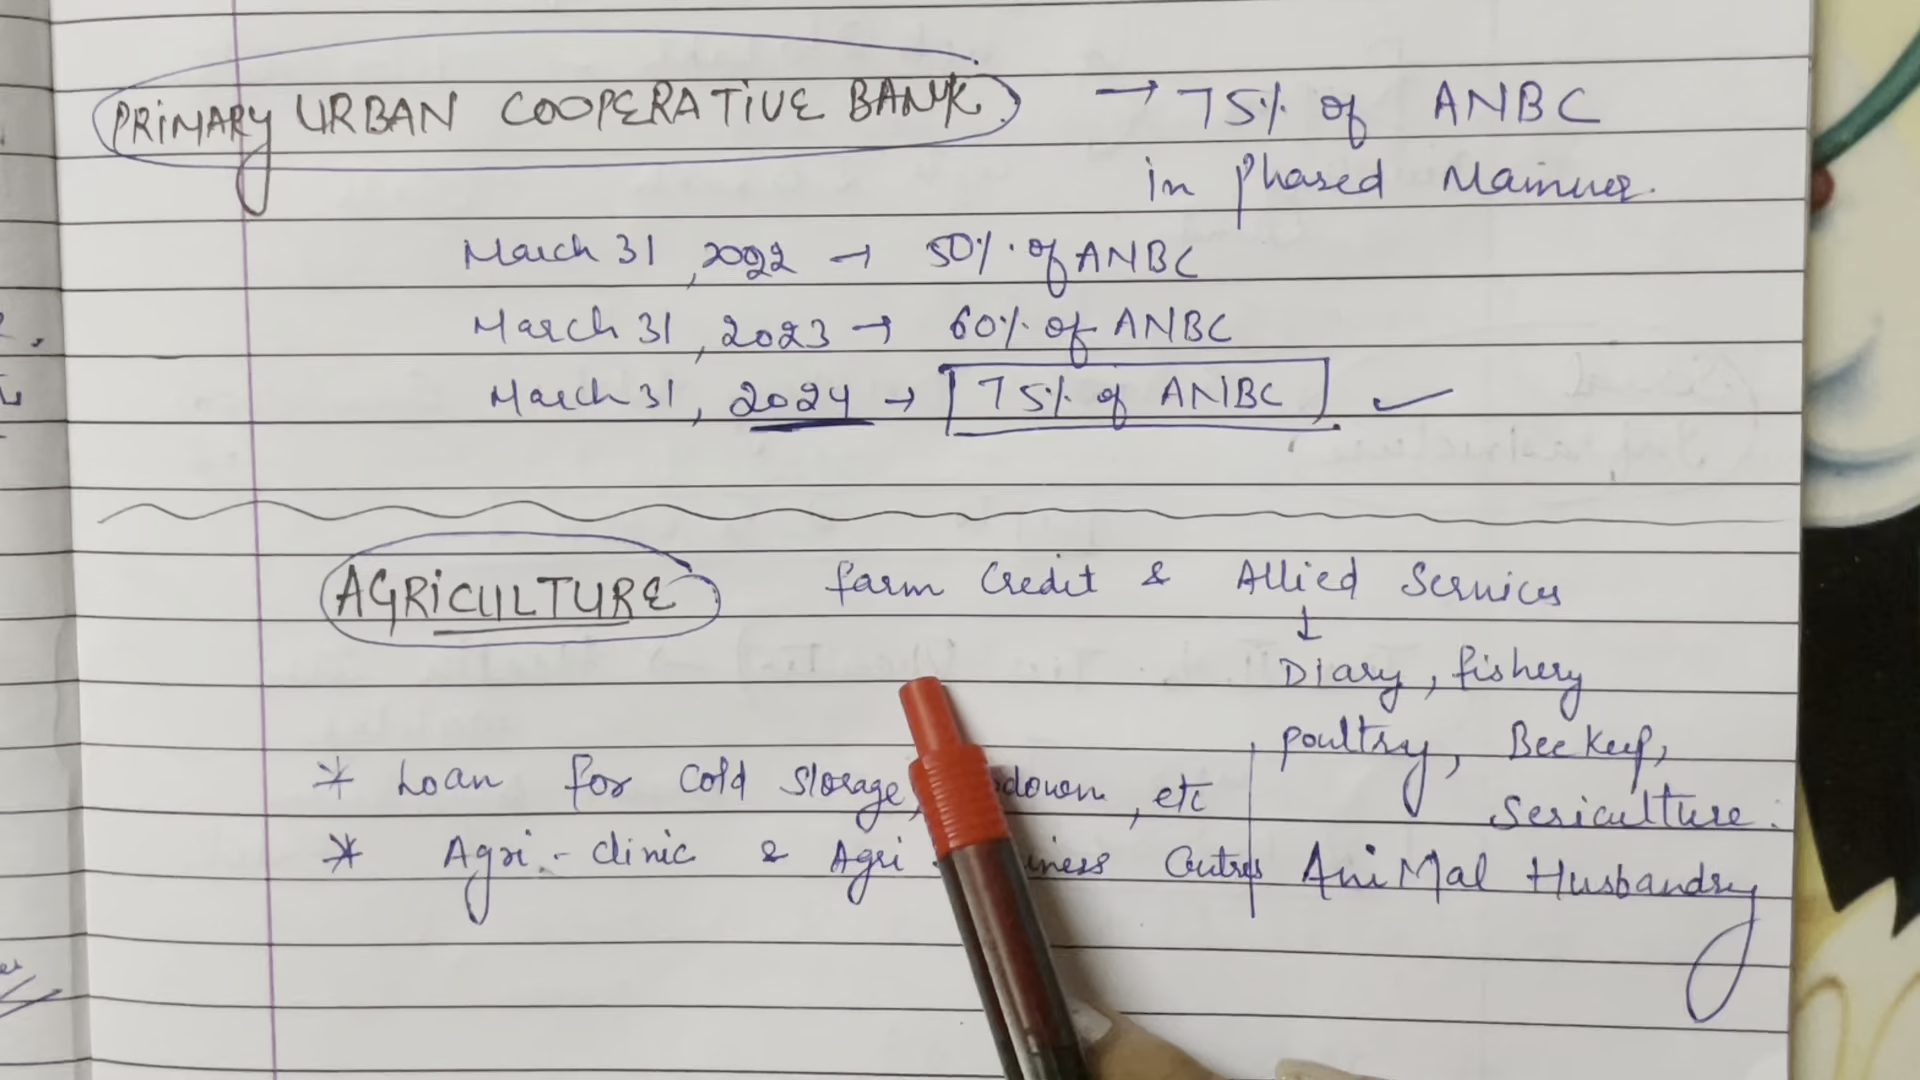 PRIMARY URBAN COOPERATIVE BANK → 75% of ANBC
in phased Manner.
March 31, 2022 → 50% of ANBC
March 31, 2023 → 60% of ANBC
March 31, 2024 → 75% of ANBC ✓
AGRICULTURE farm Credit & Allied Services
↓
Diary, fishery
poultry, Bee keep,
sericulture.
Animal Husbandry
* Loan for Cold Storage, etc
* Agri-clinic & Agri Centres